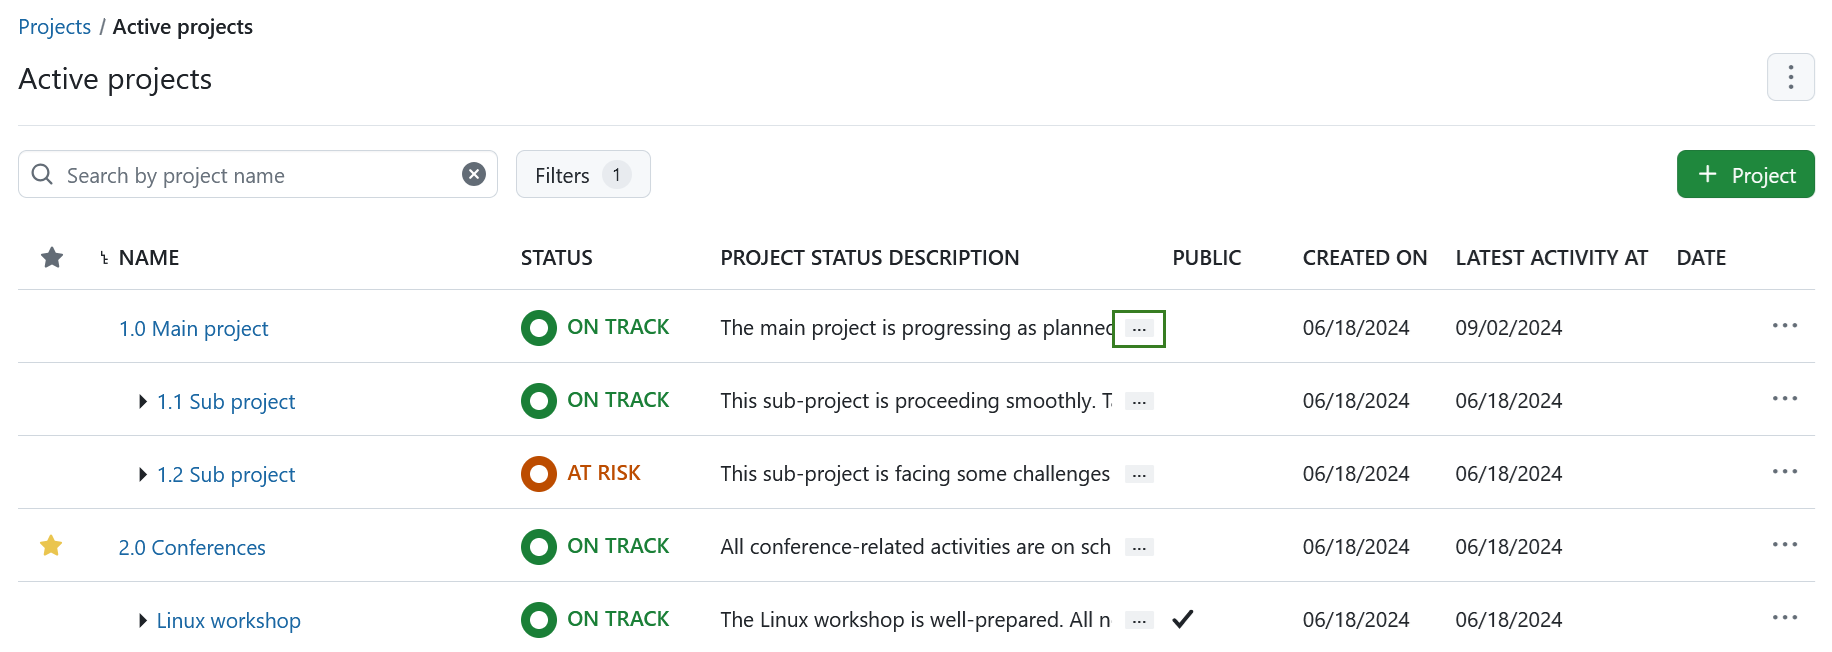 Projects / Active projects
Active projects
Search by project name Filters 1 + Project
NAME STATUS PROJECT STATUS DESCRIPTION PUBLIC CREATED ON LATEST ACTIVITY AT DATE
1.0 Main project ON TRACK The main project is progressing as planned ... 06/18/2024 09/02/2024 ...
1.1 Sub project ON TRACK This sub-project is proceeding smoothly. T ... 06/18/2024 06/18/2024 ...
1.2 Sub project AT RISK This sub-project is facing some challenges ... 06/18/2024 06/18/2024 ...
2.0 Conferences ON TRACK All conference-related activities are on sch ... 06/18/2024 06/18/2024 ...
Linux workshop ON TRACK The Linux workshop is well-prepared. All n ... 06/18/2024 06/18/2024 ...